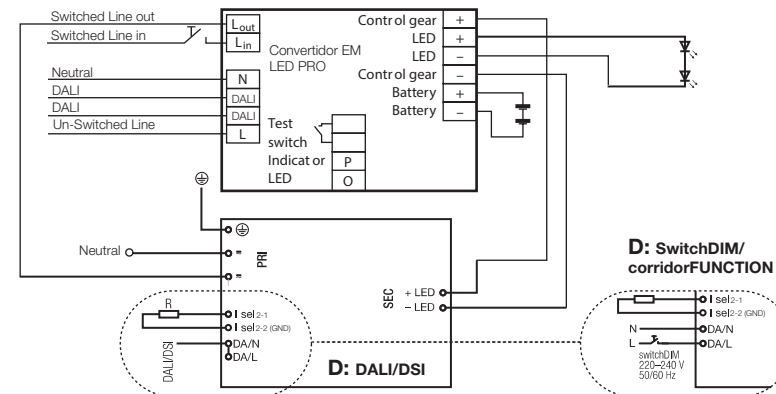 Switched Line out
Switched Line in
Neutral
DALI
DALI
Un-Switched Line
Lout
Lin
N
DALI
DALI
L
Convertidor EM
LED PRO
Test
switch
Indicat or
LED
P
O
Control gear +
LED +
LED –
Control gear –
Battery +
Battery –
Neutral
=
=
PRI
SEC
+ LED
– LED
R
I sel 2-1
I sel 2-2 (GND)
DA/N
DA/L
DALI/DSI
D: DALI/DSI
D: SwitchDIM/
corridorFUNCTION
I sel 2-1
I sel 2-2 (GND)
N
DA/N
L
DA/L
switchDIM
220–240 V
50/60 Hz